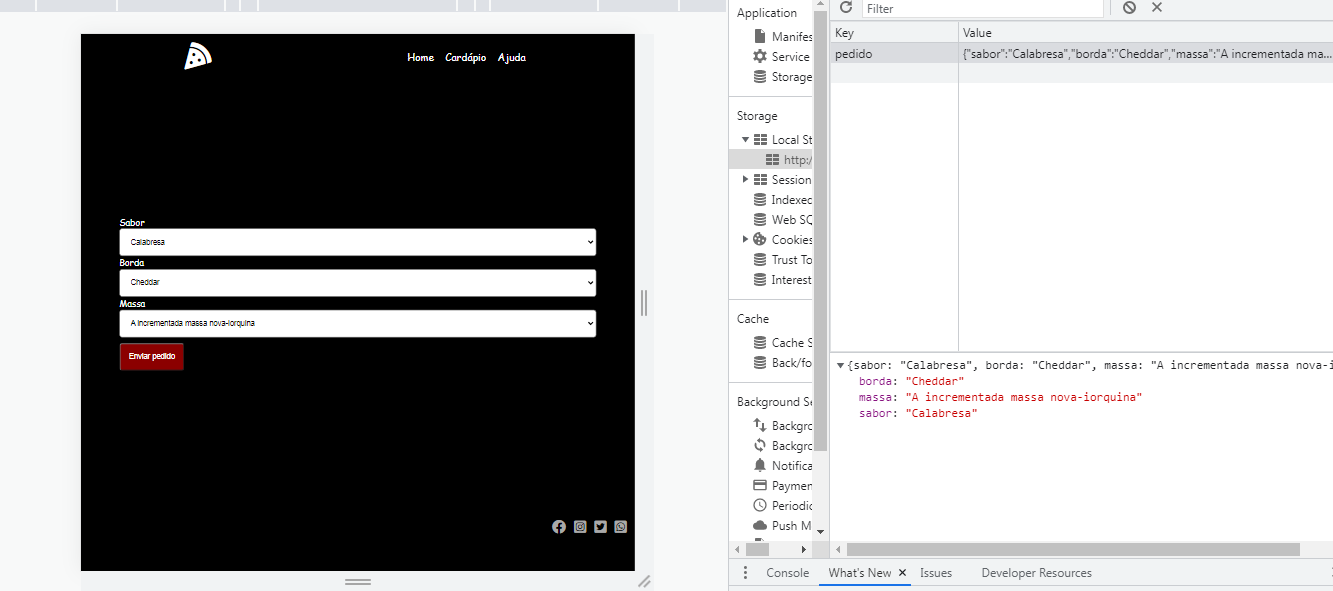 Home Cardápio Ajuda
Sabor
Calabresa
Borda
Cheddar
Massa
A incrementada massa nova-iorquina
Enviar pedido
Application
Manifes
Service
Storage
Storage
Local St
http:/
Session
Indexed
Web SQ
Cookies
Trust To
Interest
Cache
Cache S
Back/fo
Background Se
Backgro
Backgro
Notifica
Paymen
Periodic
Push M
Filter
Key Value
pedido {"sabor":"Calabresa","borda":"Cheddar","massa":"A incrementada ma...
{sabor: "Calabresa", borda: "Cheddar", massa: "A incrementada massa nova-i
borda: "Cheddar"
massa: "A incrementada massa nova-iorquina"
sabor: "Calabresa"
Console What's New Issues Developer Resources